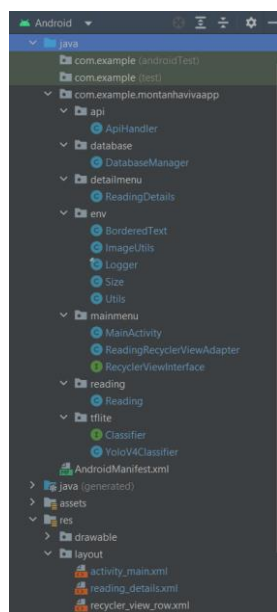 Android
java
com.example (androidTest)
com.example (test)
com.example.montanhavivaapp
api
ApiHandler
database
DatabaseManager
detailmenu
ReadingDetails
env
BorderedText
ImageUtils
Logger
Size
Utils
mainmenu
MainActivity
ReadingRecyclerViewAdapter
RecyclerViewInterface
reading
Reading
tflite
Classifier
YoloV4Classifier
AndroidManifest.xml
java (generated)
assets
res
drawable
layout
activity_main.xml
reading_details.xml
recycler_view_row.xml